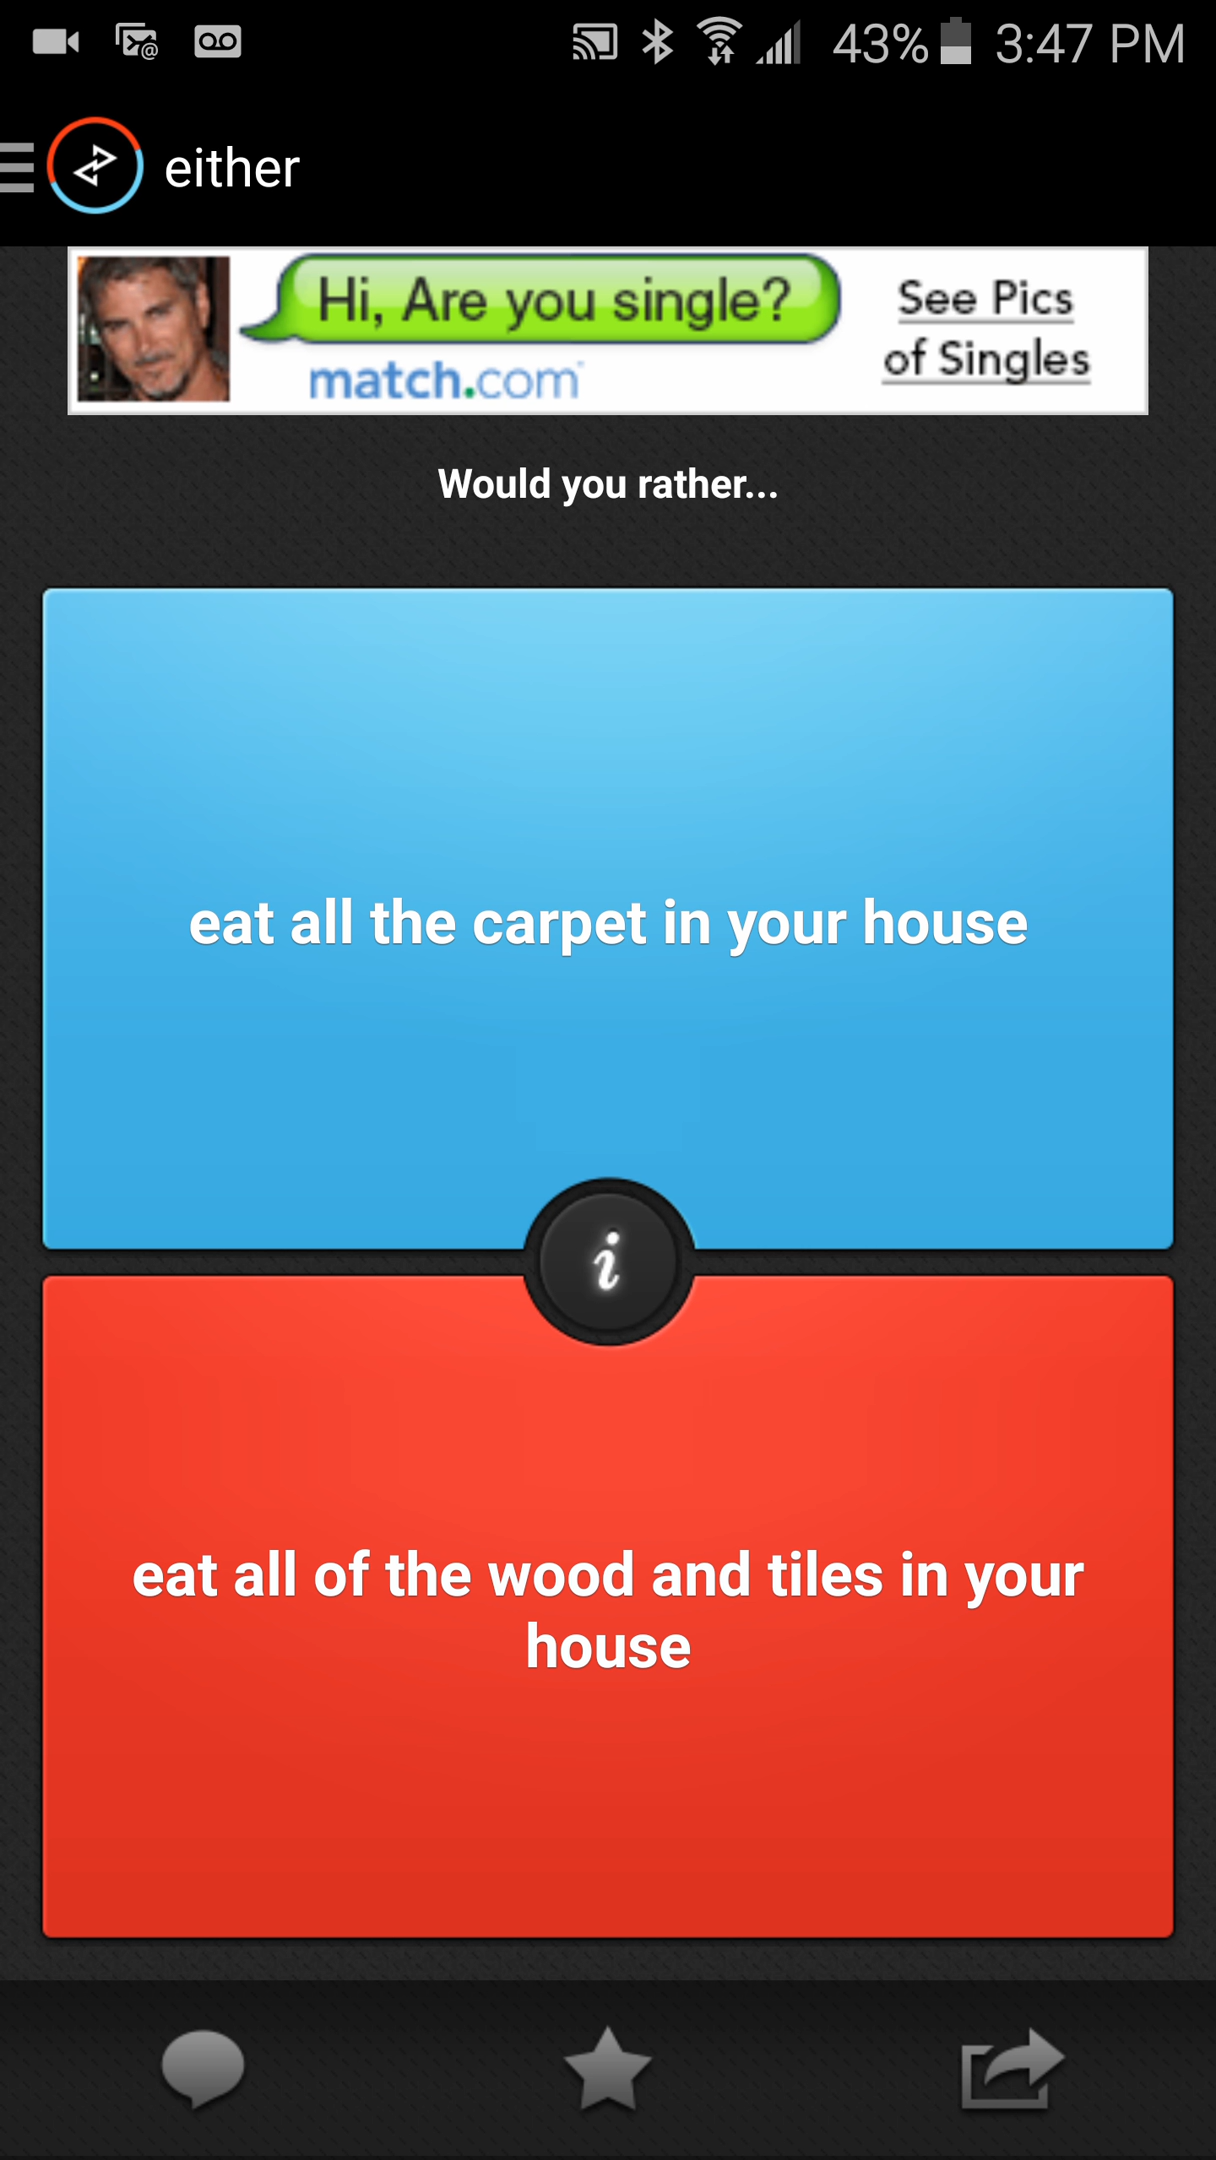 43% 3:47 PM
either
Hi, Are you single?
match.com
See Pics
of Singles
Would you rather...
eat all the carpet in your house
i
eat all of the wood and tiles in your
house